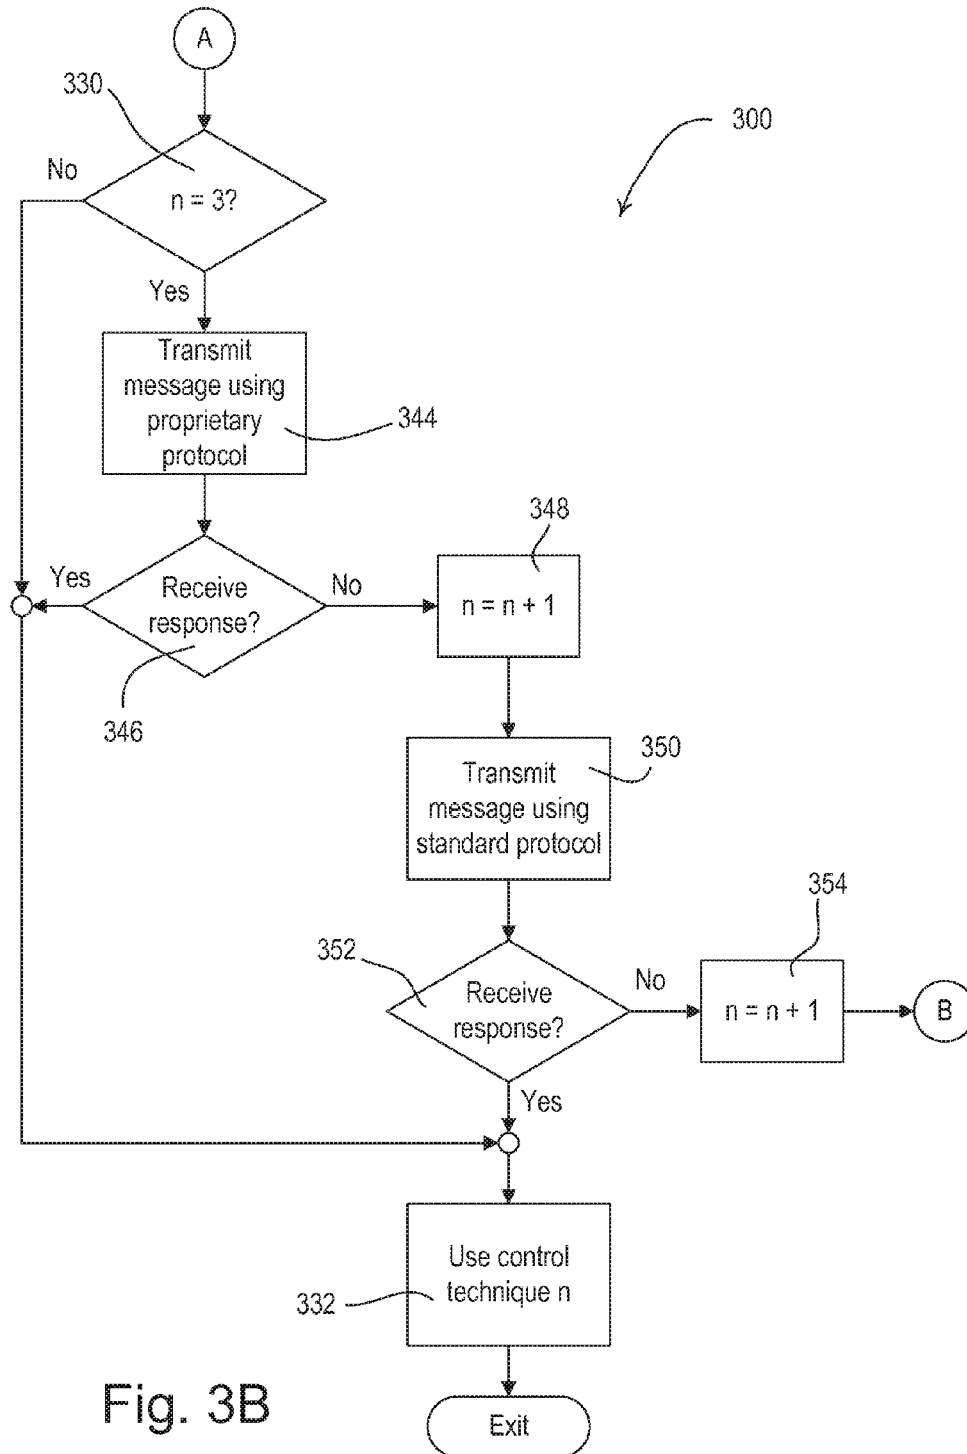 A
330
300
No
n = 3?
Yes
Transmit
message using
proprietary
protocol
344
348
Yes
Receive
response?
No
n = n + 1
346
350
Transmit
message using
standard protocol
354
352
Receive
response?
No
n = n + 1
B
Yes
Use control
technique n
332
Exit
Fig. 3B